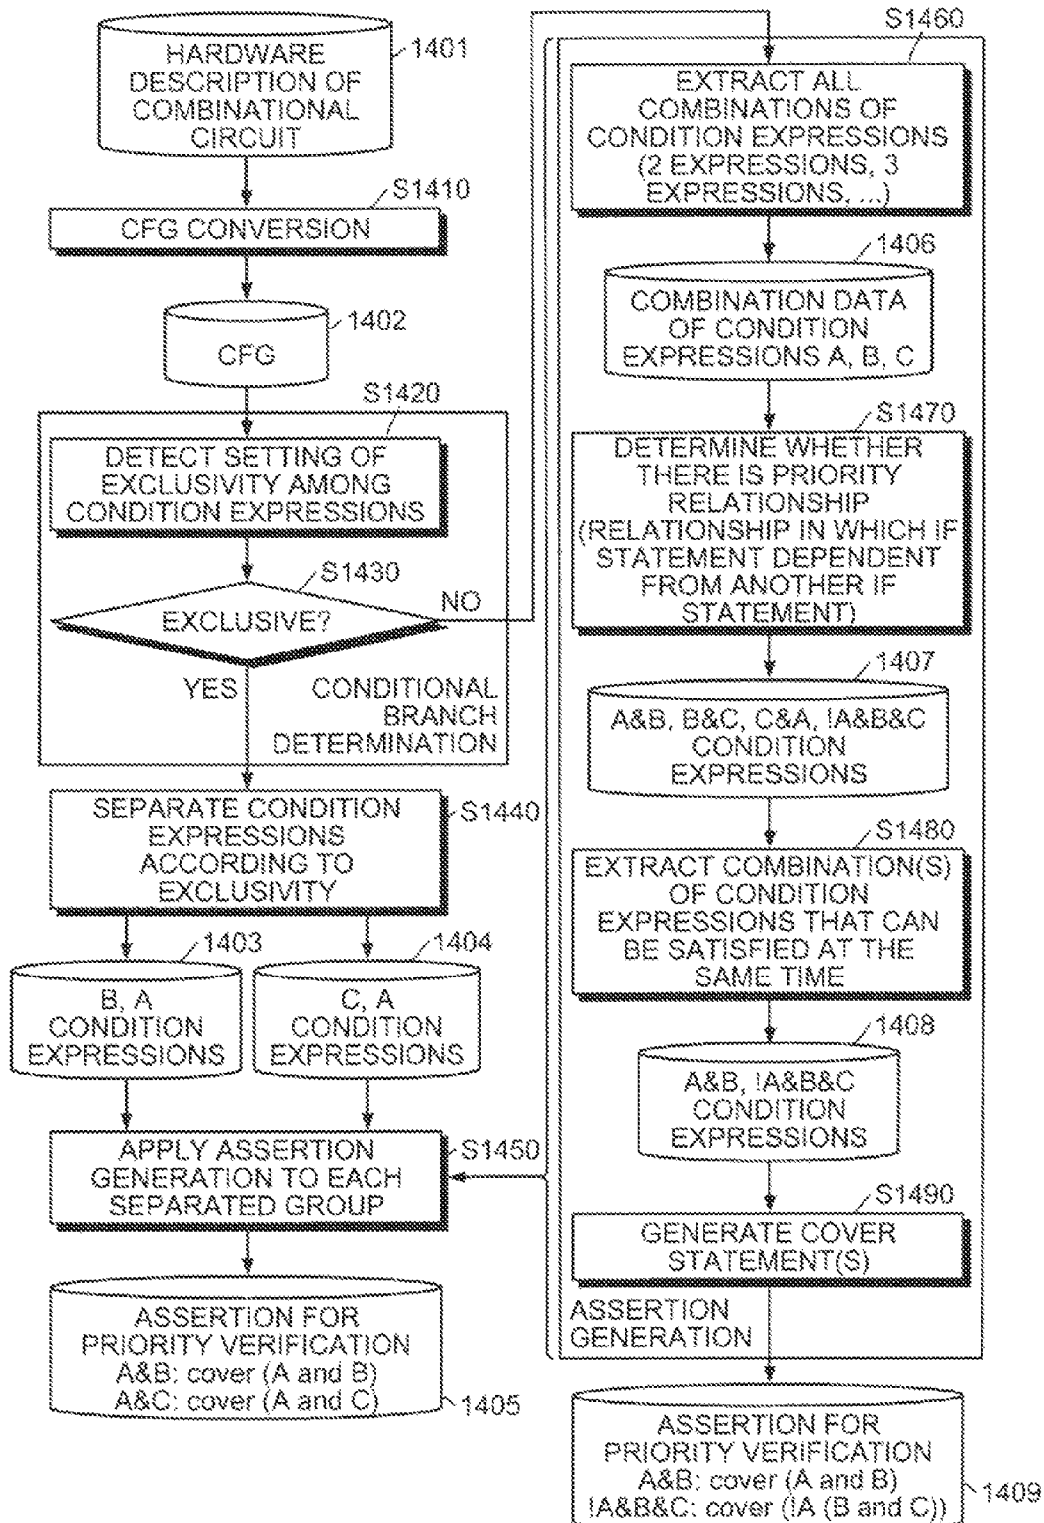 HARDWARE
DESCRIPTION OF
COMBINATIONAL
CIRCUIT
1401
S1410
CFG CONVERSION
1402
CFG
S1420
DETECT SETTING OF
EXCLUSIVITY AMONG
CONDITION EXPRESSIONS
S1430
EXCLUSIVE?
NO
YES
CONDITIONAL
BRANCH
DETERMINATION
SEPARATE CONDITION
EXPRESSIONS
ACCORDING TO
EXCLUSIVITY
S1440
1403
B, A
CONDITION
EXPRESSIONS
1404
C, A
CONDITION
EXPRESSIONS
APPLY ASSERTION
GENERATION TO EACH
SEPARATED GROUP
S1450
ASSERTION FOR
PRIORITY VERIFICATION
A&B: cover (A and B)
A&C: cover (A and C)
1405
S1460
EXTRACT ALL
COMBINATIONS OF
CONDITION EXPRESSIONS
(2 EXPRESSIONS, 3
EXPRESSIONS, ...)
1406
COMBINATION DATA
OF CONDITION
EXPRESSIONS A, B, C
S1470
DETERMINE WHETHER
THERE IS PRIORITY
RELATIONSHIP
(RELATIONSHIP IN WHICH IF
STATEMENT DEPENDENT
FROM ANOTHER IF
STATEMENT)
1407
A&B, B&C, C&A, !A&B&C
CONDITION
EXPRESSIONS
S1480
EXTRACT COMBINATION(S)
OF CONDITION
EXPRESSIONS THAT CAN
BE SATISFIED AT THE
SAME TIME
1408
A&B, !A&B&C
CONDITION
EXPRESSIONS
S1490
GENERATE COVER
STATEMENT(S)
ASSERTION
GENERATION
ASSERTION FOR
PRIORITY VERIFICATION
A&B: cover (A and B)
!A&B&C: cover (!A (B and C))
1409